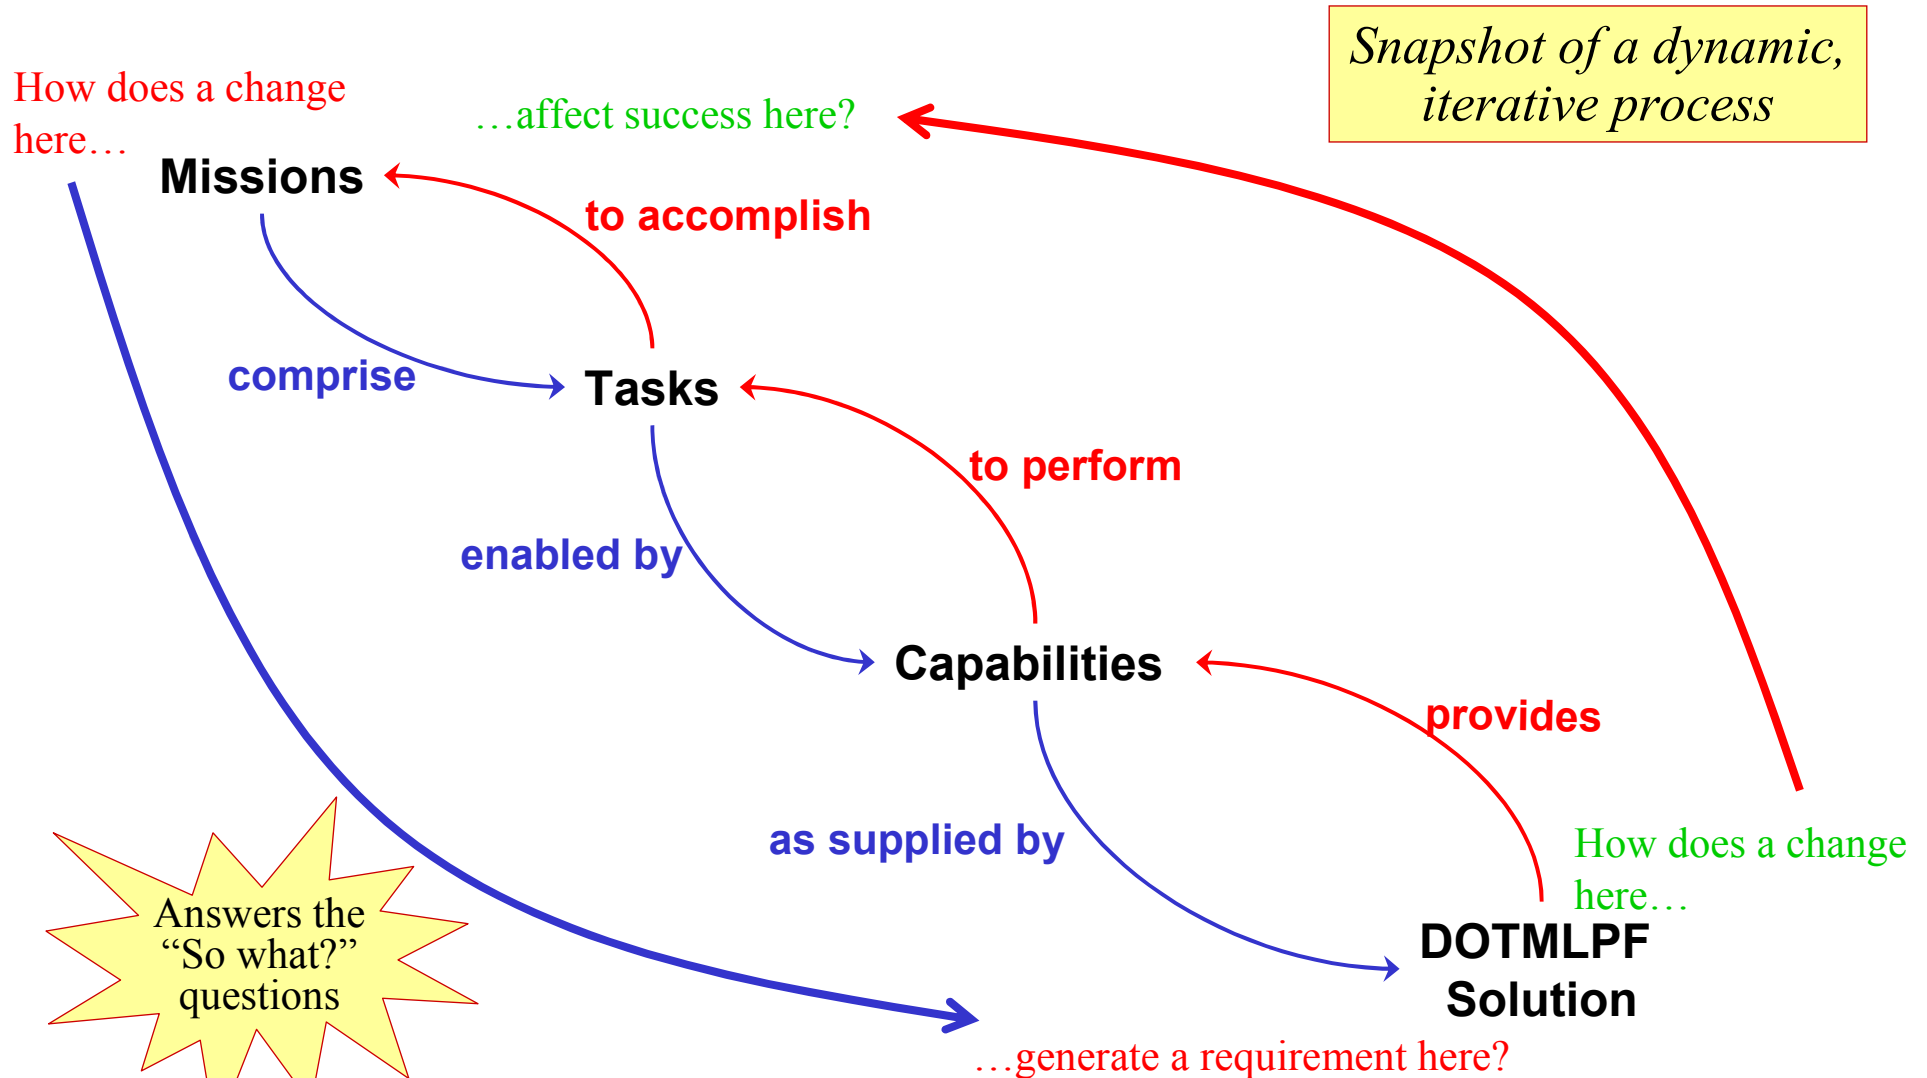 Snapshot of a dynamic,
iterative process
How does a change
here…
…affect success here?
Missions
to accomplish
comprise
Tasks
to perform
enabled by
Capabilities
provides
as supplied by
How does a change
here…
DOTMLPF
Solution
Answers the
“So what?”
questions
…generate a requirement here?